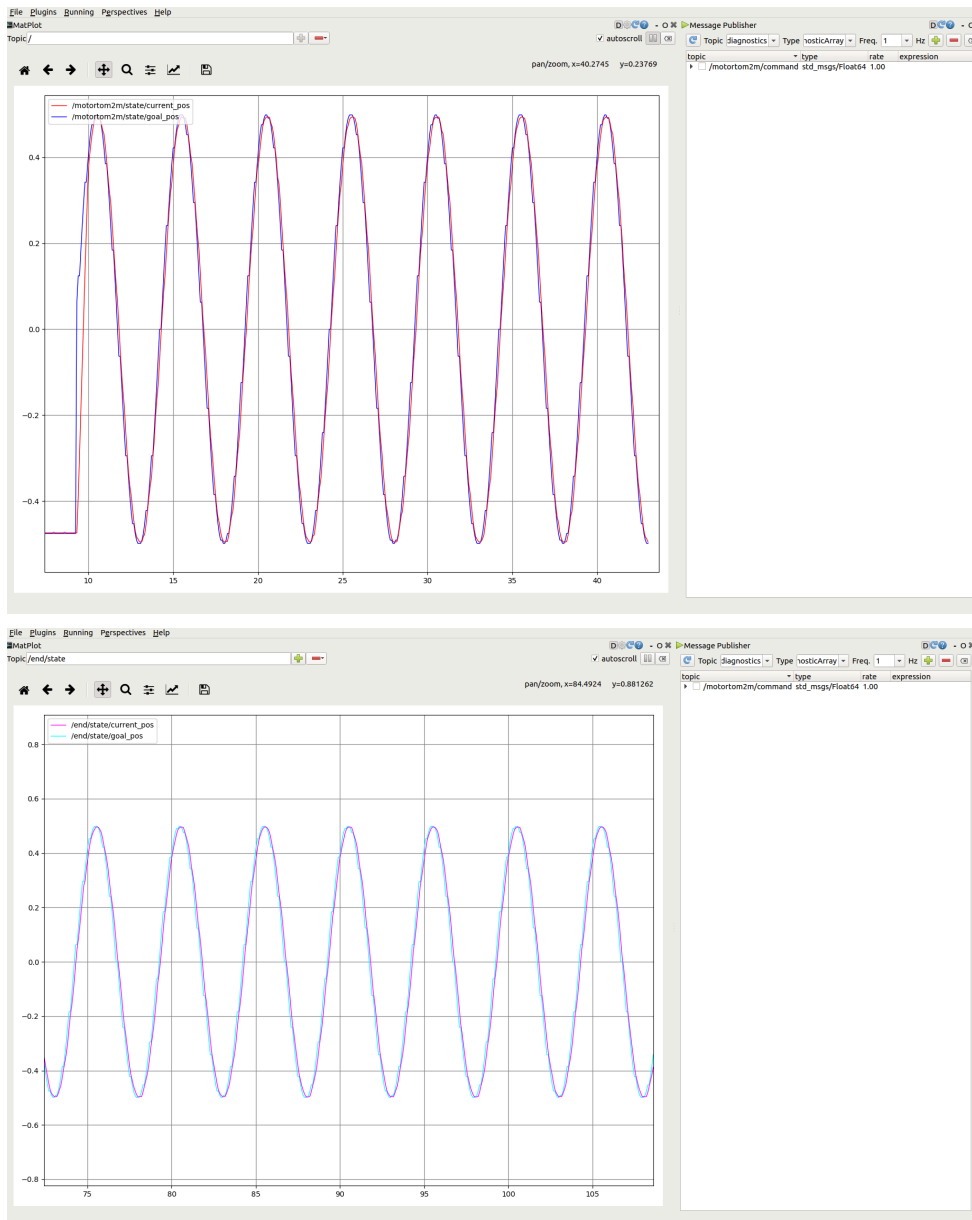 File Plugins Running Perspectives Help
MatPlot D - O ✖ Message Publisher D - O
Topic / autoscroll Topic diagnostics Type nosticArray Freq. 1 Hz
pan/zoom, x=40.2745 y=0.23769
topic type rate expression
/motortom2m/command std_msgs/Float64 1.00
/motortom2m/state/current_pos
/motortom2m/state/goal_pos
0.4
0.2
0.0
−0.2
−0.4
10 15 20 25 30 35 40
File Plugins Running Perspectives Help
MatPlot D - O ✖ Message Publisher D - O
Topic /end/state autoscroll Topic diagnostics Type nosticArray Freq. 1 Hz
pan/zoom, x=84.4924 y=0.881262
topic type rate expression
/motortom2m/command std_msgs/Float64 1.00
/end/state/current_pos
/end/state/goal_pos
0.8
0.6
0.4
0.2
0.0
−0.2
−0.4
−0.6
−0.8
75 80 85 90 95 100 105